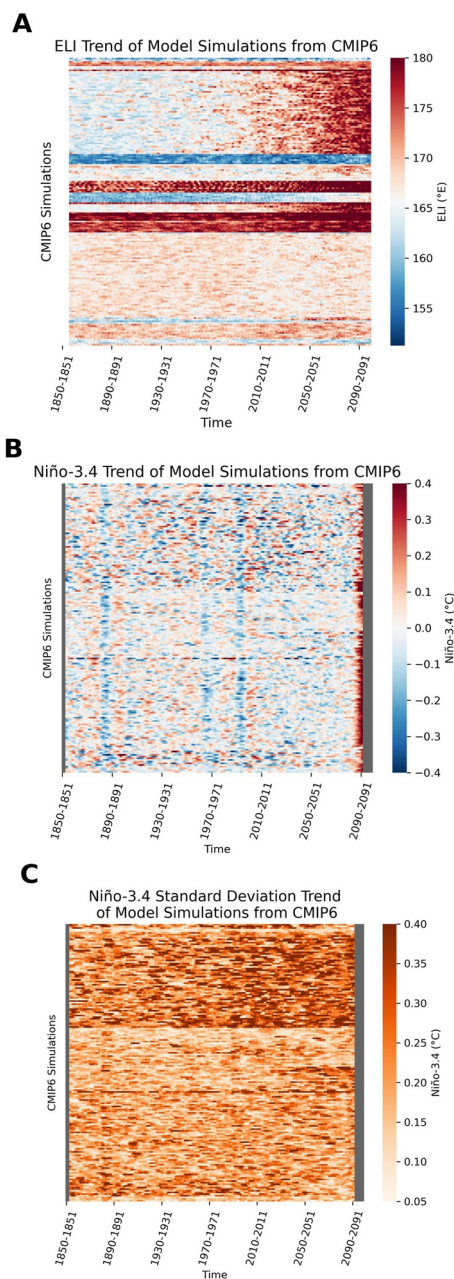 A
ELI Trend of Model Simulations from CMIP6
CMIP6 Simulations
180
175
170
165
160
155
ELI (°E)
1850-1851
1890-1891
1930-1931
1970-1971
2010-2011
2050-2051
2090-2091
Time
B
Niño-3.4 Trend of Model Simulations from CMIP6
CMIP6 Simulations
0.4
0.3
0.2
0.1
0.0
−0.1
−0.2
−0.3
−0.4
Niño-3.4 (°C)
1850-1851
1890-1891
1930-1931
1970-1971
2010-2011
2050-2051
2090-2091
Time
C
Niño-3.4 Standard Deviation Trend
of Model Simulations from CMIP6
CMIP6 Simulations
0.40
0.35
0.30
0.25
0.20
0.15
0.10
0.05
Niño-3.4 (°C)
1850-1851
1890-1891
1930-1931
1970-1971
2010-2011
2050-2051
2090-2091
Time